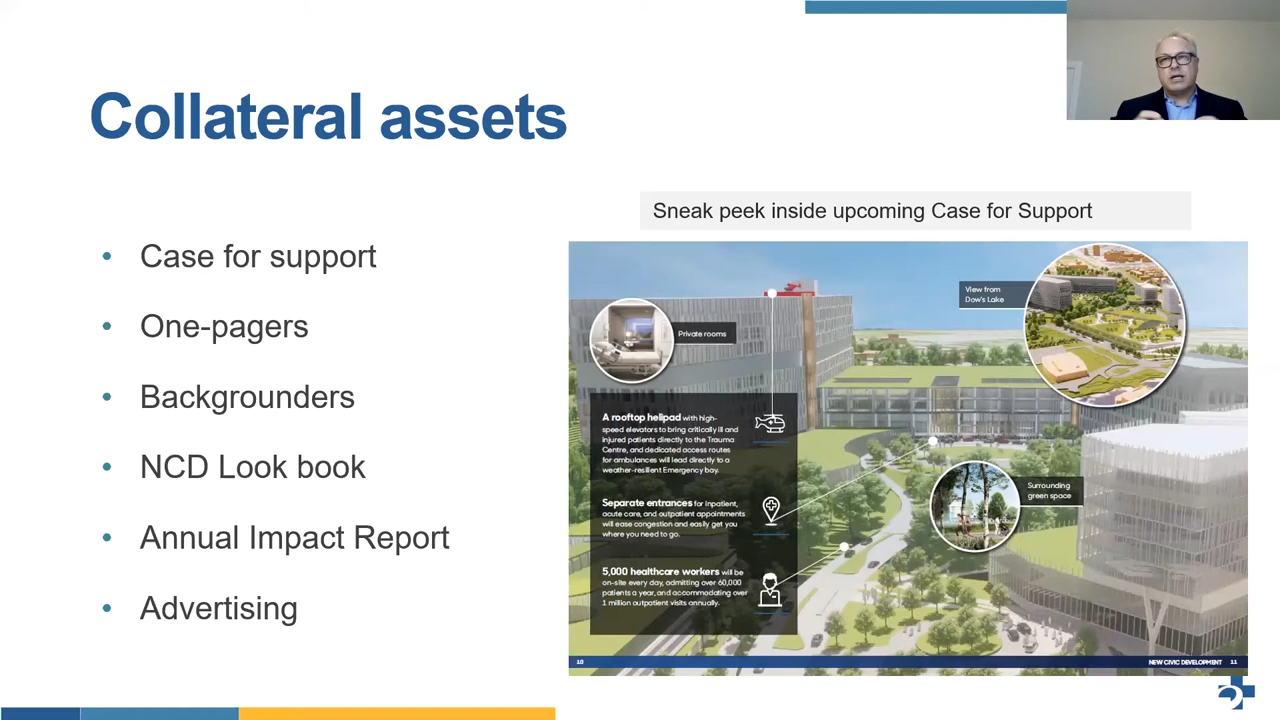 Collateral assets
• Case for support
• One-pagers
• Backgrounders
• NCD Look book
• Annual Impact Report
• Advertising
Sneak peek inside upcoming Case for Support
Private rooms
View from
Dow's Lake
A rooftop helipad with high-
speed elevators to bring critically ill and
injured patients directly to the Trauma
Centre, and dedicated access routes
for ambulances will lead directly to a
weather-resilient Emergency bay.
Separate entrances for inpatient,
acute care, and outpatient appointments
will ease congestion and easily get you
where you need to go.
5,000 healthcare workers will be
on-site every day, admitting over 60,000
patients a year, and accommodating over
1 million outpatient visits annually.
Surrounding
green space
10
NEW CIVIC DEVELOPMENT 11